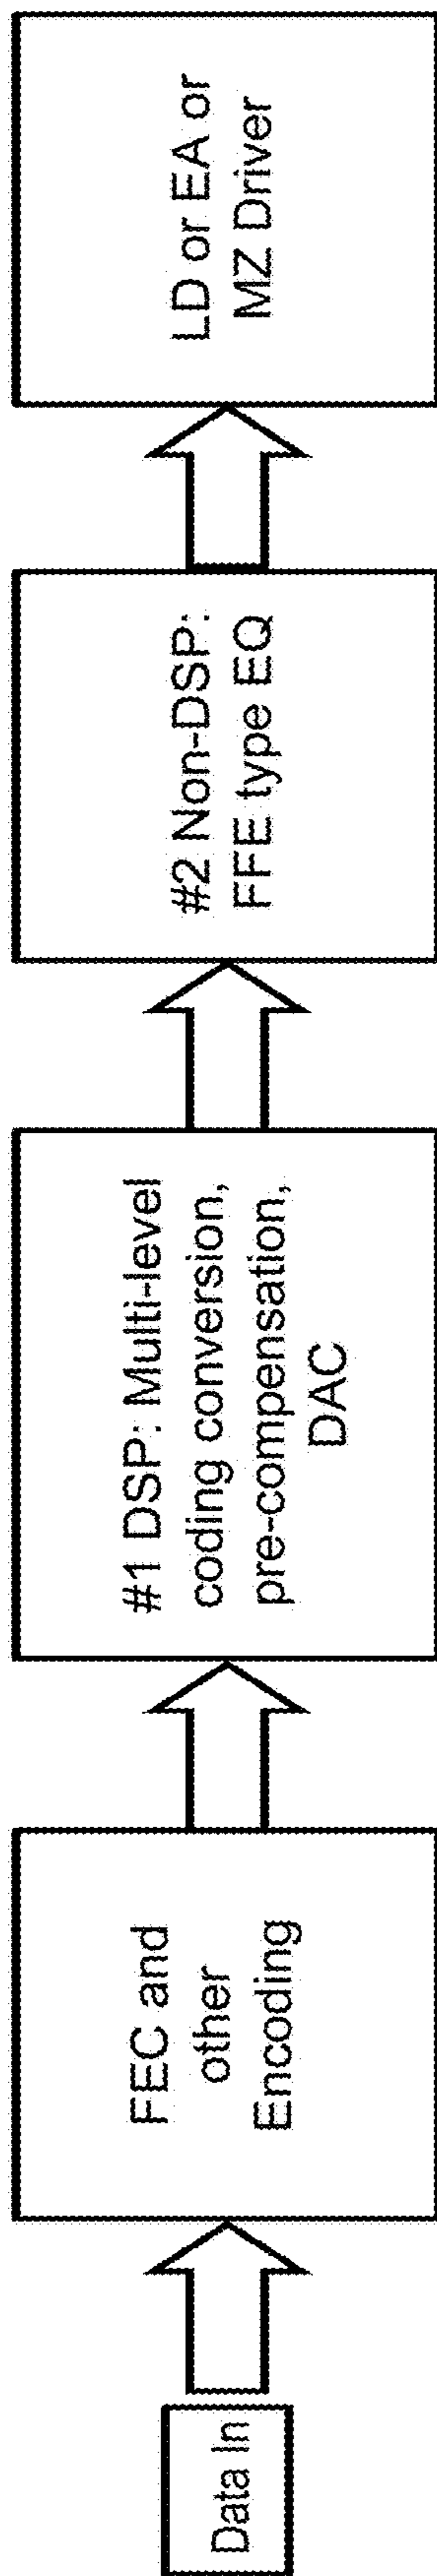 Data In
FEC and
other
Encoding
#1 DSP: Multi-level
coding conversion,
pre-compensation,
DAC
#2 Non-DSP:
FFE type EQ
LD or EA or
MZ Driver